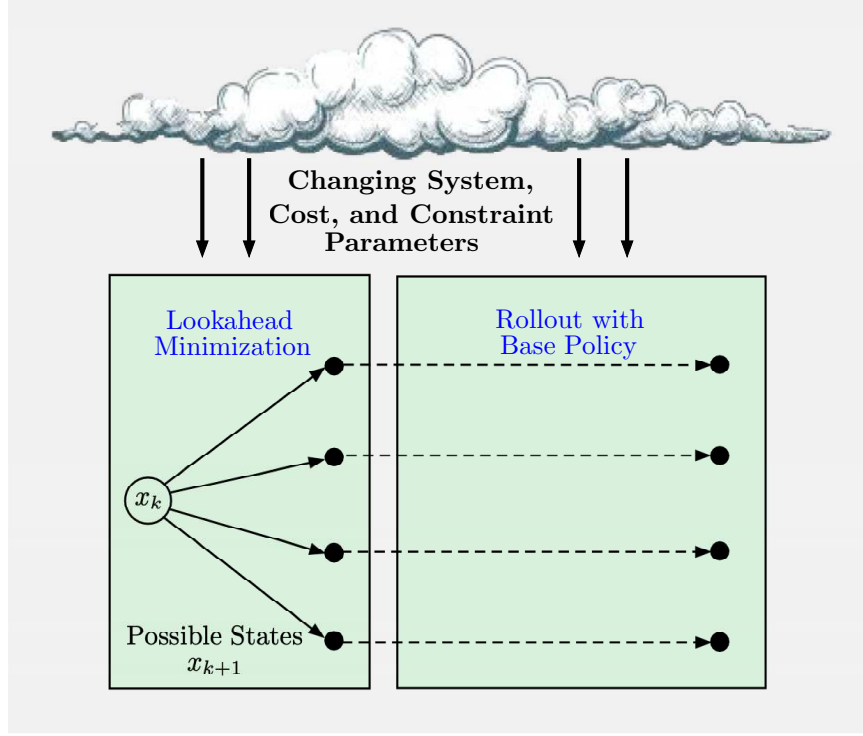 Changing System,
Cost, and Constraint
Parameters
Lookahead
Minimization
Rollout with
Base Policy
x_k
Possible States
x_{k+1}